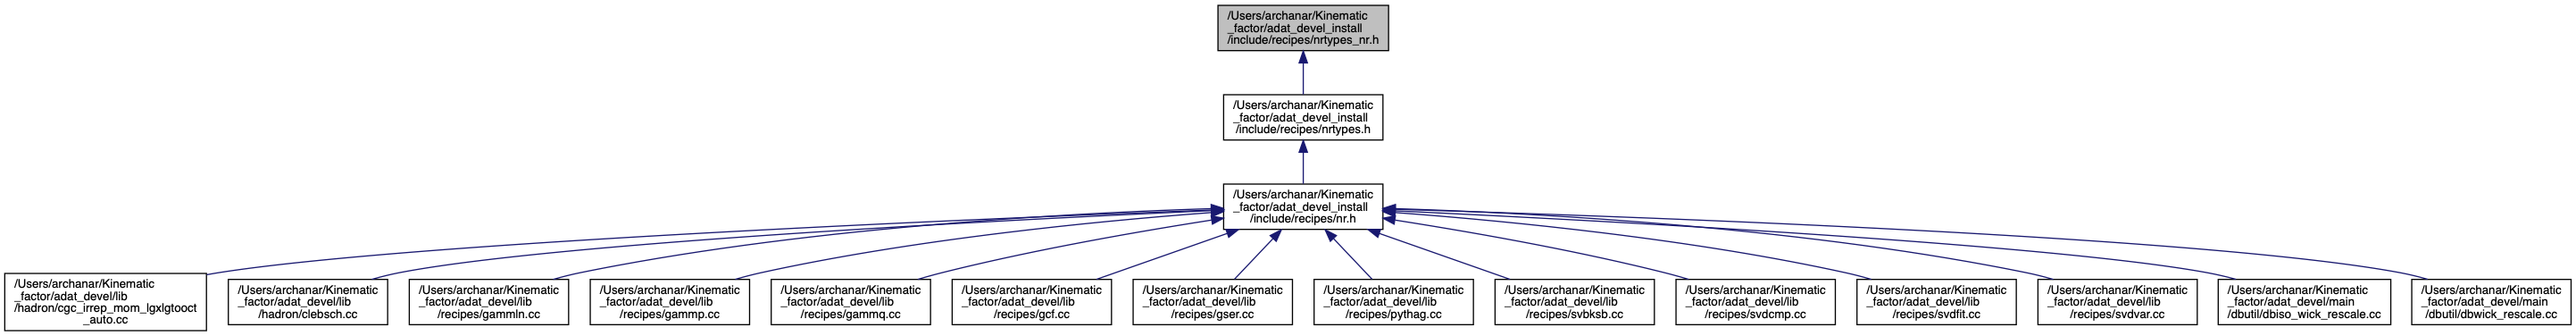 /Users/archanar/Kinematic
_factor/adat_devel_install
/include/recipes/nrtypes_nr.h
/Users/archanar/Kinematic
_factor/adat_devel_install
/include/recipes/nrtypes.h
/Users/archanar/Kinematic
_factor/adat_devel_install
/include/recipes/nr.h
/Users/archanar/Kinematic
_factor/adat_devel/lib
/hadron/cgc_irrep_mom_lgxlgtooct
_auto.cc
/Users/archanar/Kinematic
_factor/adat_devel/lib
/hadron/clebsch.cc
/Users/archanar/Kinematic
_factor/adat_devel/lib
/recipes/gammln.cc
/Users/archanar/Kinematic
_factor/adat_devel/lib
/recipes/gammp.cc
/Users/archanar/Kinematic
_factor/adat_devel/lib
/recipes/gammq.cc
/Users/archanar/Kinematic
_factor/adat_devel/lib
/recipes/gcf.cc
/Users/archanar/Kinematic
_factor/adat_devel/lib
/recipes/gser.cc
/Users/archanar/Kinematic
_factor/adat_devel/lib
/recipes/pythag.cc
/Users/archanar/Kinematic
_factor/adat_devel/lib
/recipes/svbksb.cc
/Users/archanar/Kinematic
_factor/adat_devel/lib
/recipes/svdcmp.cc
/Users/archanar/Kinematic
_factor/adat_devel/lib
/recipes/svdfit.cc
/Users/archanar/Kinematic
_factor/adat_devel/lib
/recipes/svdvar.cc
/Users/archanar/Kinematic
_factor/adat_devel/main
/dbutil/dbiso_wick_rescale.cc
/Users/archanar/Kinematic
_factor/adat_devel/main
/dbutil/dbwick_rescale.cc